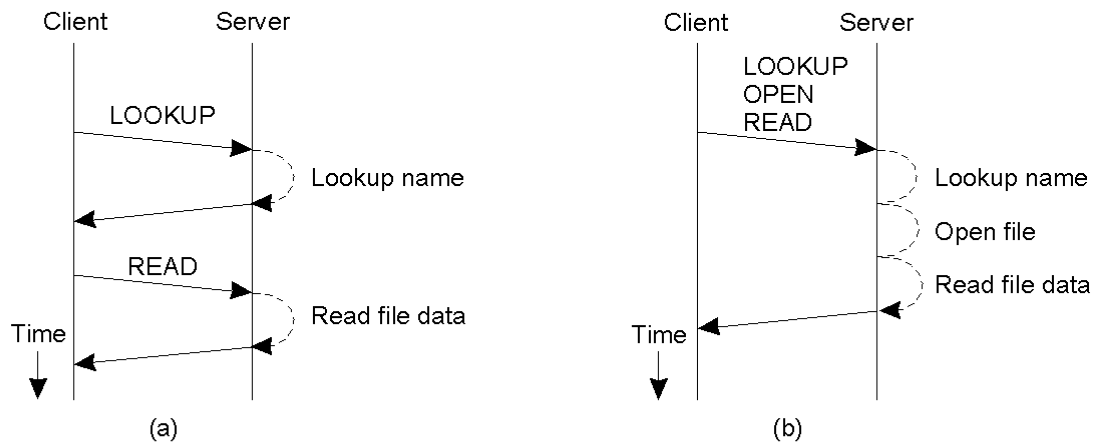 Client
Server
LOOKUP
Lookup name
READ
Read file data
Time
(a)
Client
Server
LOOKUP
OPEN
READ
Lookup name
Open file
Read file data
Time
(b)